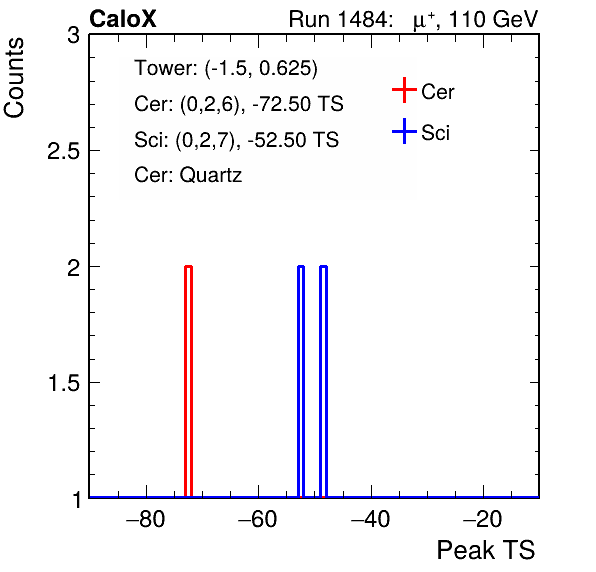 CaloX Run 1484: μ⁺, 110 GeV
Counts
3
2.5
2
1.5
1
Tower: (-1.5, 0.625)
Cer: (0,2,6), -72.50 TS
Sci: (0,2,7), -52.50 TS
Cer: Quartz
Cer
Sci
−80 −60 −40 −20
Peak TS